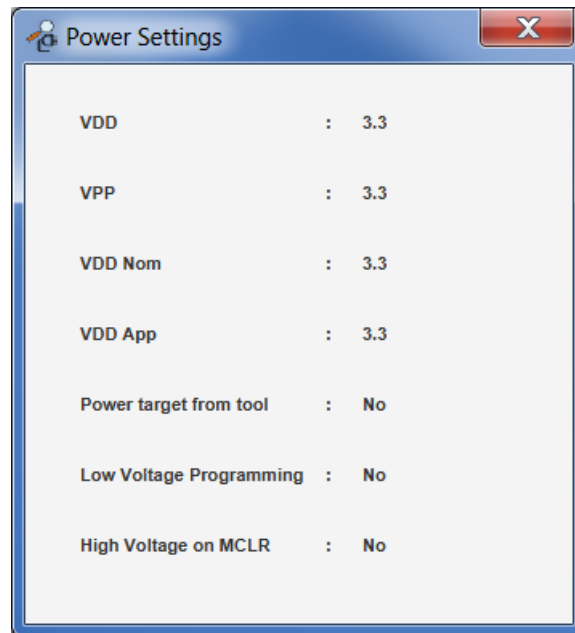 Power Settings
VDD : 3.3
VPP : 3.3
VDD Nom : 3.3
VDD App : 3.3
Power target from tool : No
Low Voltage Programming : No
High Voltage on MCLR : No